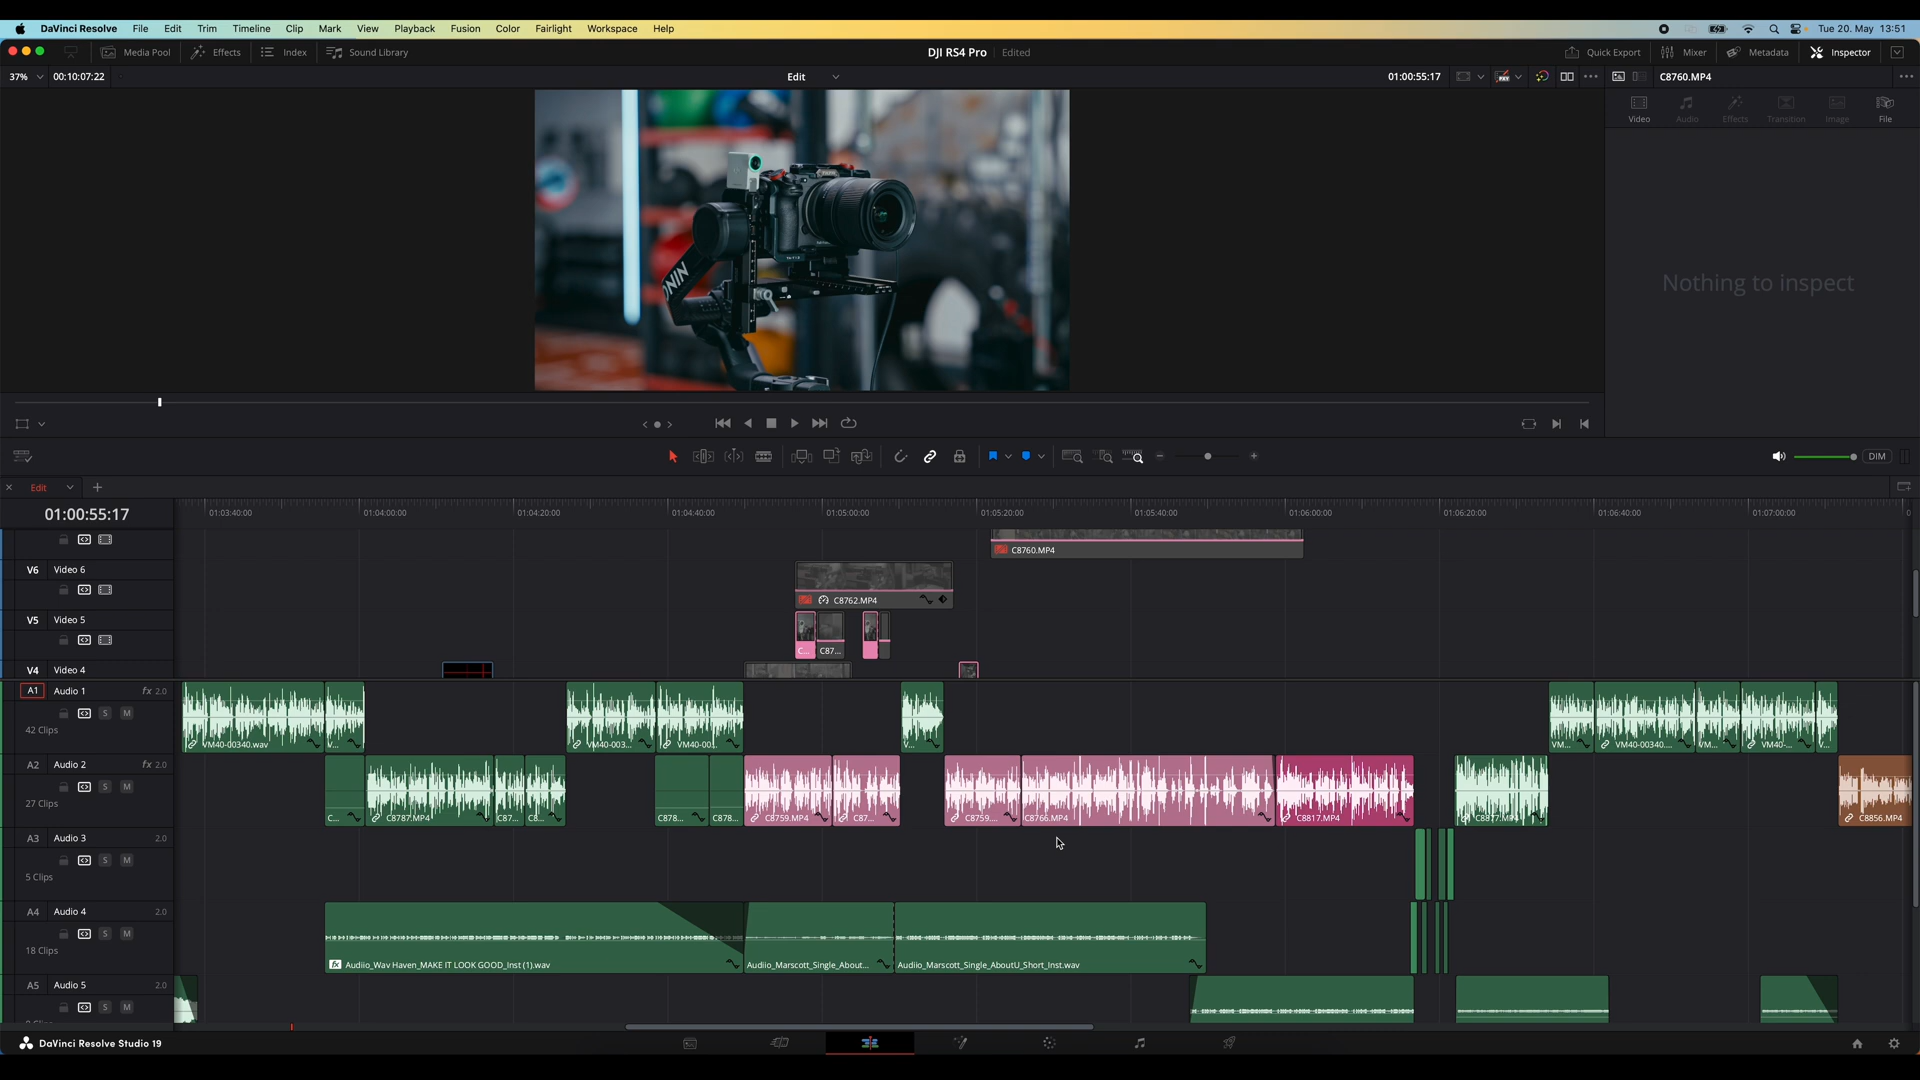 DaVinci Resolve File Edit Trim Timeline Clip Mark View Playback Fusion Color Fairlight Workspace Help Tue 20. May 13:51
Media Pool Effects Index Sound Library DJI RS4 Pro Edited Quick Export Mixer Metadata Inspector
37% 00:10:07:22 Edit 01:00:55:17 C8760.MP4
Video Audio Effects Transition Image File
Nothing to inspect
DIM
Edit
01:00:55:17 01:03:40:00 01:04:00:00 01:04:20:00 01:04:40:00 01:05:00:00 01:05:20:00 01:05:40:00 01:06:00:00 01:06:20:00 01:06:40:00 01:07:00:00
C8760.MP4
V6 Video 6
C8762.MP4
V5 Video 5
C... C87...
V4 Video 4
A1 Audio 1 fx 2.0
S M
42 Clips
VM40-00340.wav V... VM40-003... VM40-00... V... VM... VM40-00340.... VM... VM40-... V...
A2 Audio 2 fx 2.0
S M
27 Clips
C... C8787.MP4 C87... C8... C878... C878... C8759.MP4 C87... C8759.... C8766.MP4 C8817.MP4 C8877.MP4 C8856.MP4
A3 Audio 3 2.0
S M
5 Clips
A4 Audio 4 2.0
S M
18 Clips
fx Audiio_Wav Haven_MAKE IT LOOK GOOD_Inst (1).wav Audiio_Marscott_Single_About... Audiio_Marscott_Single_AboutU_Short_Inst.wav
A5 Audio 5 2.0
S M
DaVinci Resolve Studio 19